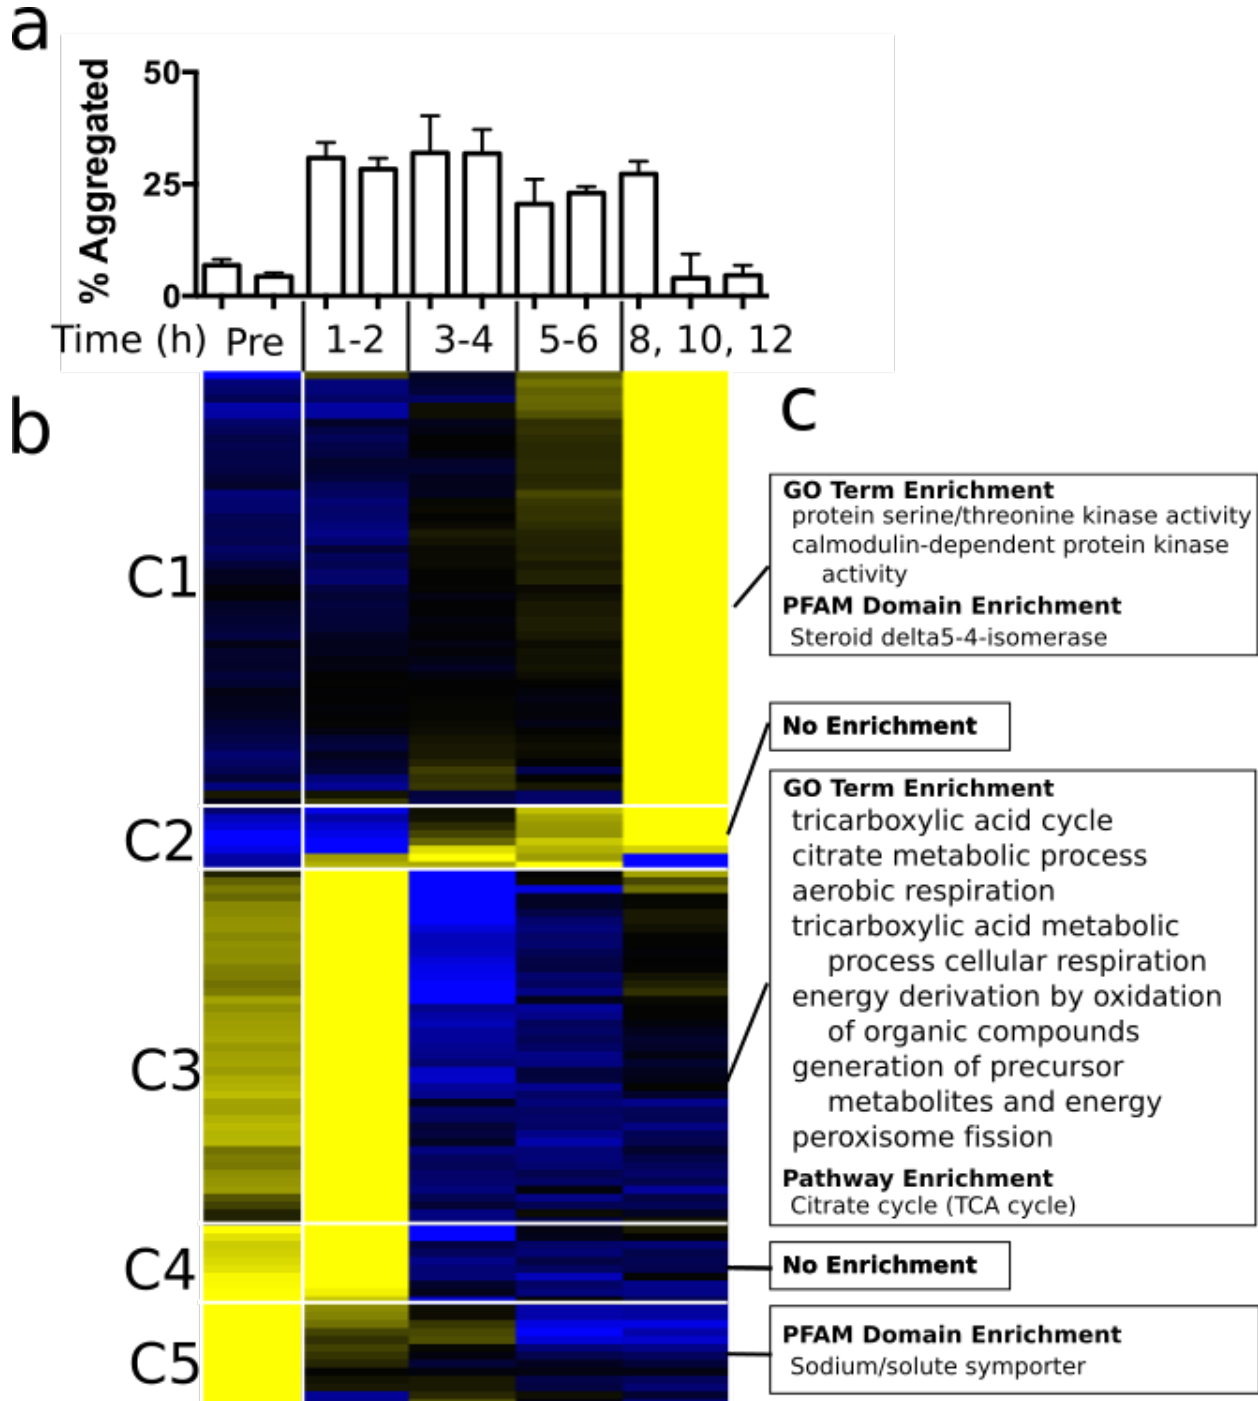 a
50
25
0
% Aggregated
Time (h) Pre 1-2 3-4 5-6 8, 10, 12
b
c
C1
C2
C3
C4
C5
GO Term Enrichment
protein serine/threonine kinase activity
calmodulin-dependent protein kinase
activity
PFAM Domain Enrichment
Steroid delta5-4-isomerase
No Enrichment
GO Term Enrichment
tricarboxylic acid cycle
citrate metabolic process
aerobic respiration
tricarboxylic acid metabolic
process cellular respiration
energy derivation by oxidation
of organic compounds
generation of precursor
metabolites and energy
peroxisome fission
Pathway Enrichment
Citrate cycle (TCA cycle)
No Enrichment
PFAM Domain Enrichment
Sodium/solute symporter